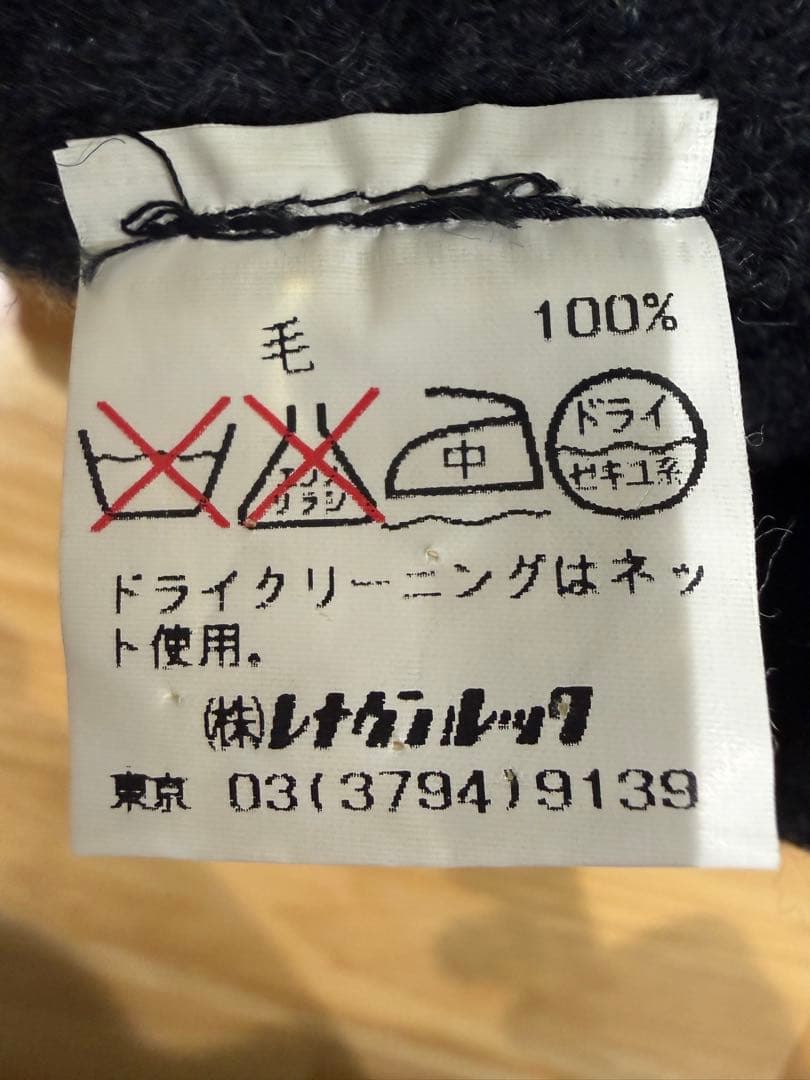 毛 100%
エンソ
サラシ
中
ドライ
セキユ系
ドライクリーニングはネッ
ト使用。
(株)レナウンルック
東京 03(3794)9139